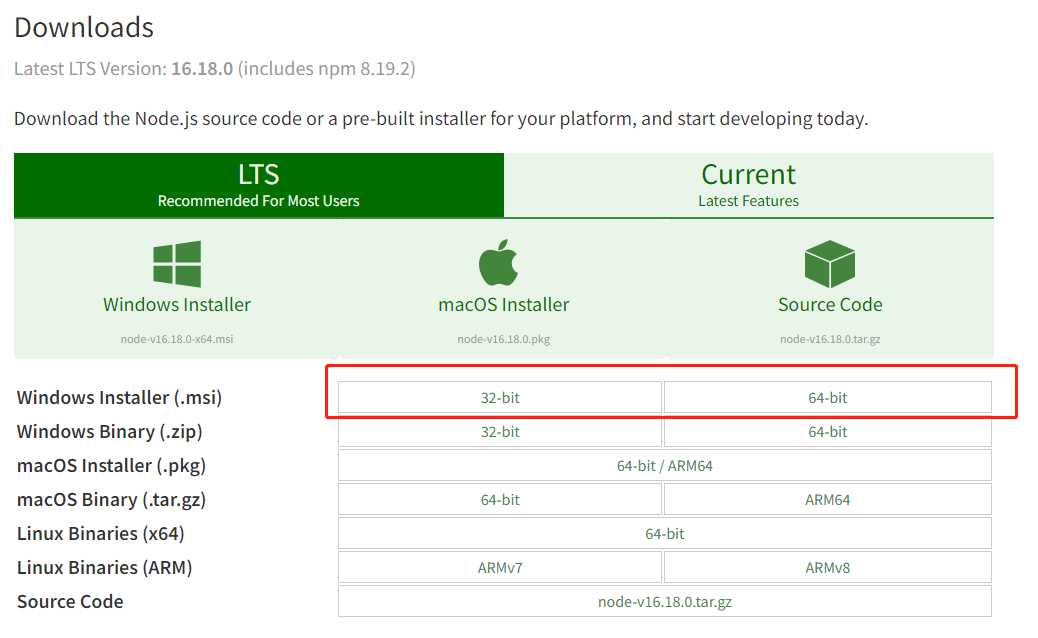 Downloads
Latest LTS Version: 16.18.0 (includes npm 8.19.2)
Download the Node.js source code or a pre-built installer for your platform, and start developing today.
LTS
Recommended For Most Users
Current
Latest Features
Windows Installer
node-v16.18.0-x64.msi
macOS Installer
node-v16.18.0.pkg
Source Code
node-v16.18.0.tar.gz
Windows Installer (.msi) 32-bit 64-bit
Windows Binary (.zip) 32-bit 64-bit
macOS Installer (.pkg) 64-bit / ARM64
macOS Binary (.tar.gz) 64-bit ARM64
Linux Binaries (x64) 64-bit
Linux Binaries (ARM) ARMv7 ARMv8
Source Code node-v16.18.0.tar.gz